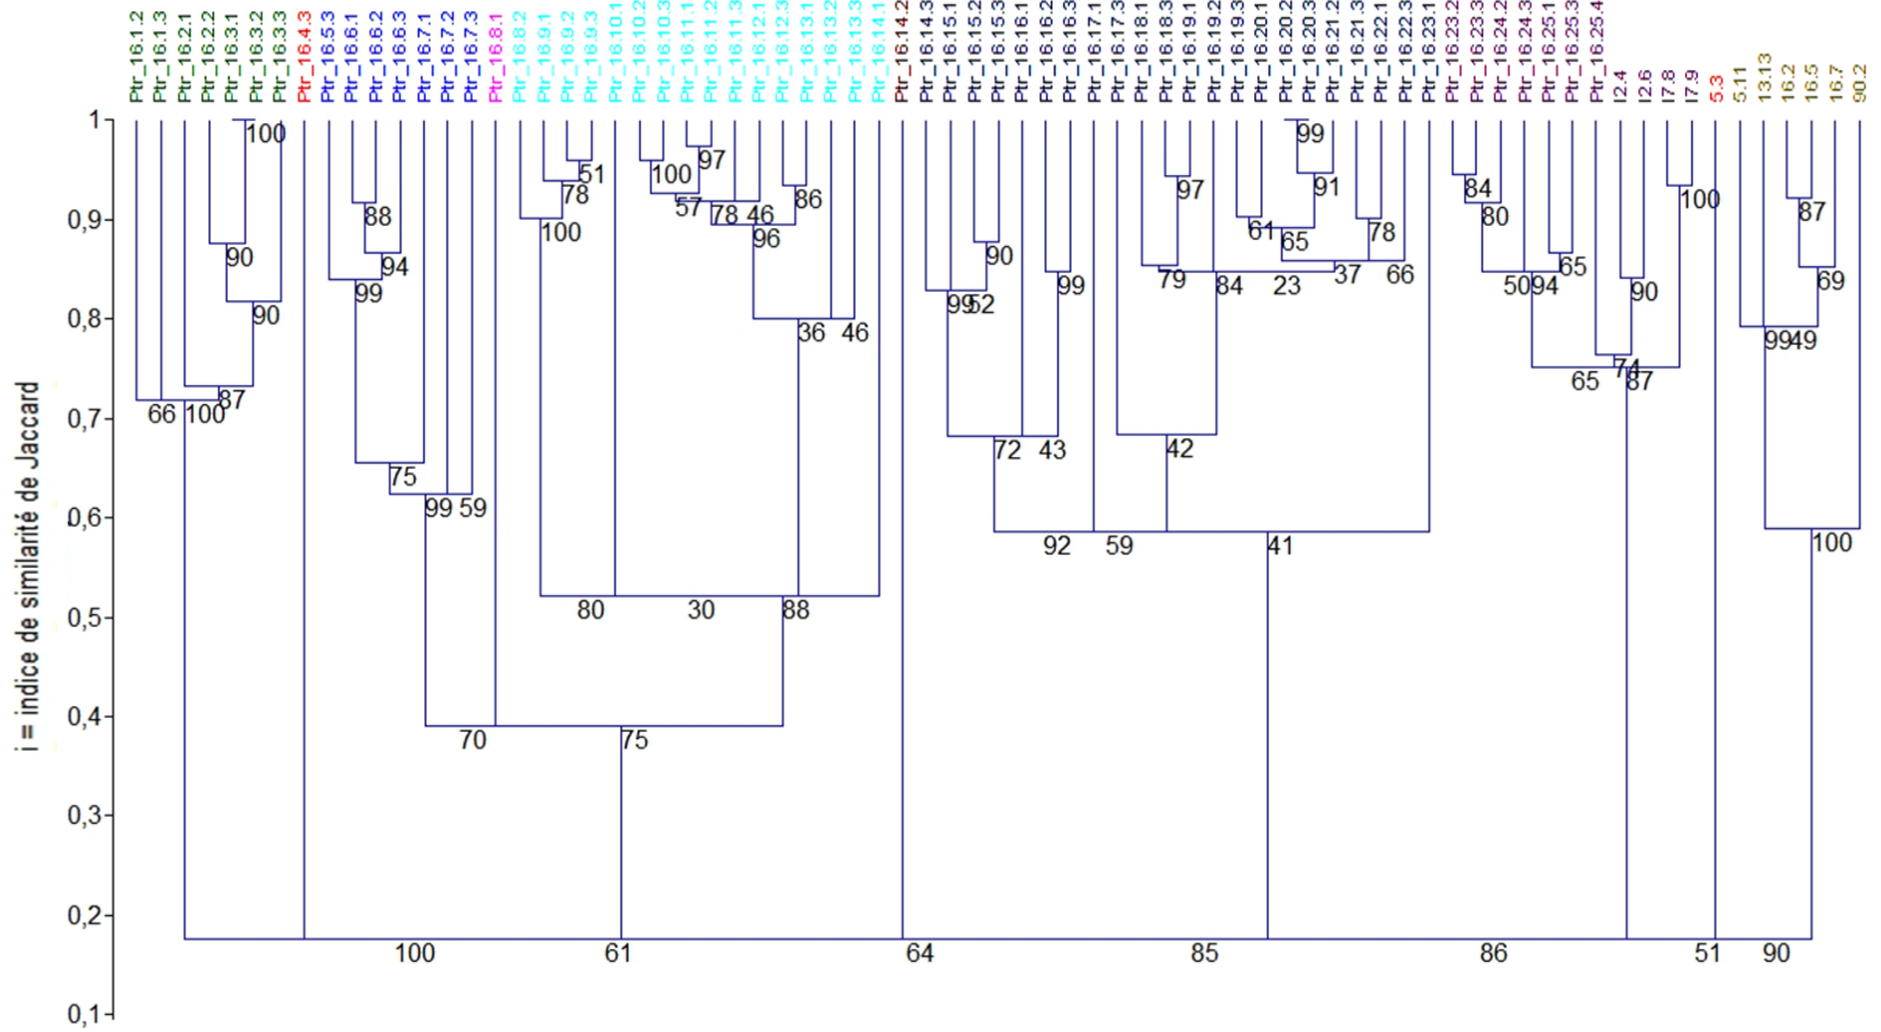 Ptr_16.1.2
Ptr_16.1.3
Ptr_16.2.1
Ptr_16.2.2
Ptr_16.3.1
Ptr_16.3.2
Ptr_16.3.3
Ptr_16.4.3
Ptr_16.5.3
Ptr_16.6.1
Ptr_16.6.2
Ptr_16.6.3
Ptr_16.7.1
Ptr_16.7.2
Ptr_16.7.3
Ptr_16.8.1
Ptr_16.8.2
Ptr_16.9.1
Ptr_16.9.2
Ptr_16.9.3
Ptr_16.10.1
Ptr_16.10.2
Ptr_16.10.3
Ptr_16.11.1
Ptr_16.11.2
Ptr_16.11.3
Ptr_16.12.1
Ptr_16.12.3
Ptr_16.13.1
Ptr_16.13.2
Ptr_16.13.3
Ptr_16.14.1
Ptr_16.14.2
Ptr_16.14.3
Ptr_16.15.1
Ptr_16.15.2
Ptr_16.15.3
Ptr_16.16.1
Ptr_16.16.2
Ptr_16.16.3
Ptr_16.17.1
Ptr_16.17.3
Ptr_16.18.1
Ptr_16.18.3
Ptr_16.19.1
Ptr_16.19.2
Ptr_16.19.3
Ptr_16.20.1
Ptr_16.20.2
Ptr_16.20.3
Ptr_16.21.2
Ptr_16.21.3
Ptr_16.22.1
Ptr_16.22.3
Ptr_16.23.1
Ptr_16.23.2
Ptr_16.23.3
Ptr_16.24.2
Ptr_16.24.3
Ptr_16.25.1
Ptr_16.25.3
Ptr_16.25.4
I2.4
I2.6
I7.8
I7.9
5.3
5.11
13.13
16.2
16.5
16.7
90.2
1
0,9
0,8
0,7
0,6
0,5
0,4
0,3
0,2
0,1
i = indice de similarité de Jaccard
100 99
97 51 100 97 91 84
88 78 86 78 80 100 87
100 57 78 46 96 61 65
90 94 90 37 66 65 69
99 99 79 84 23 50 94 90
90 99 52
36 46 99 49
87 74
66 100 65 87
72 43 42
75
99 59
92 59 41 100
80 30 88
70 75
100 61 64 85 86 51 90